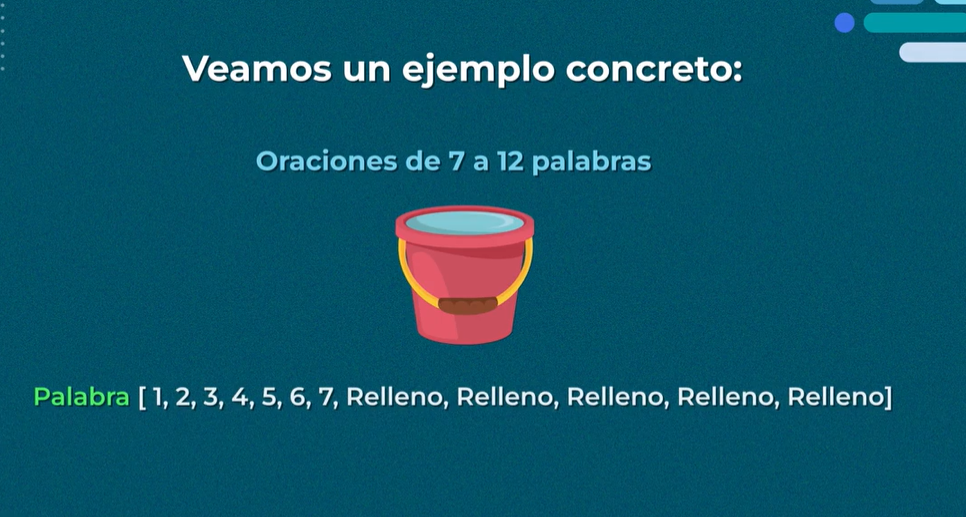 Veamos un ejemplo concreto:
Oraciones de 7 a 12 palabras
Palabra [ 1, 2, 3, 4, 5, 6, 7, Relleno, Relleno, Relleno, Relleno, Relleno]